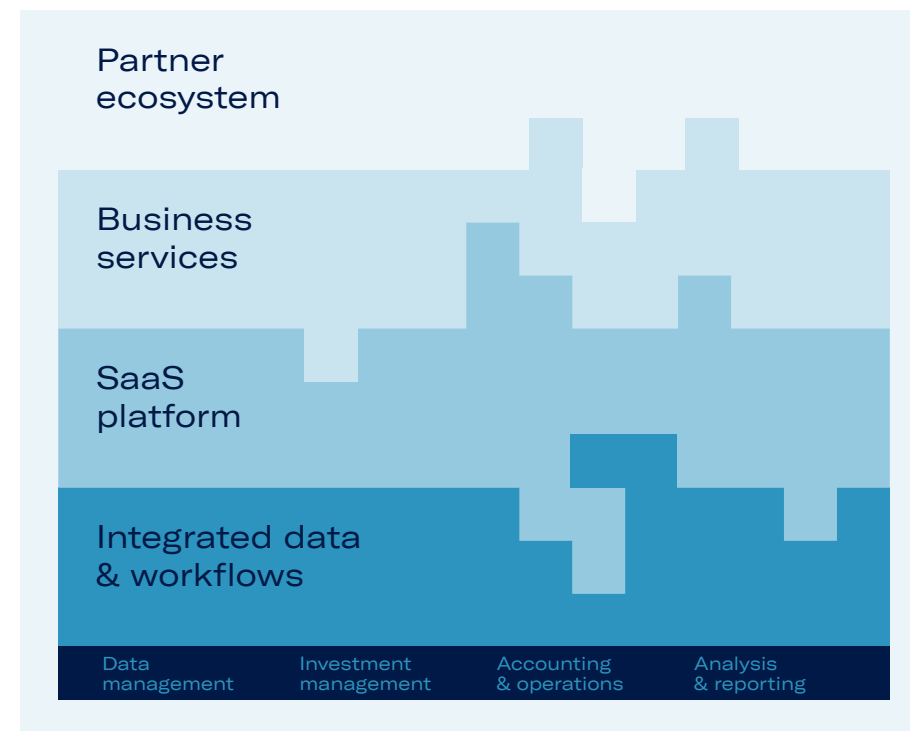 Partner
ecosystem
Business
services
SaaS
platform
Integrated data
& workflows
Data
management
Investment
management
Accounting
& operations
Analysis
& reporting